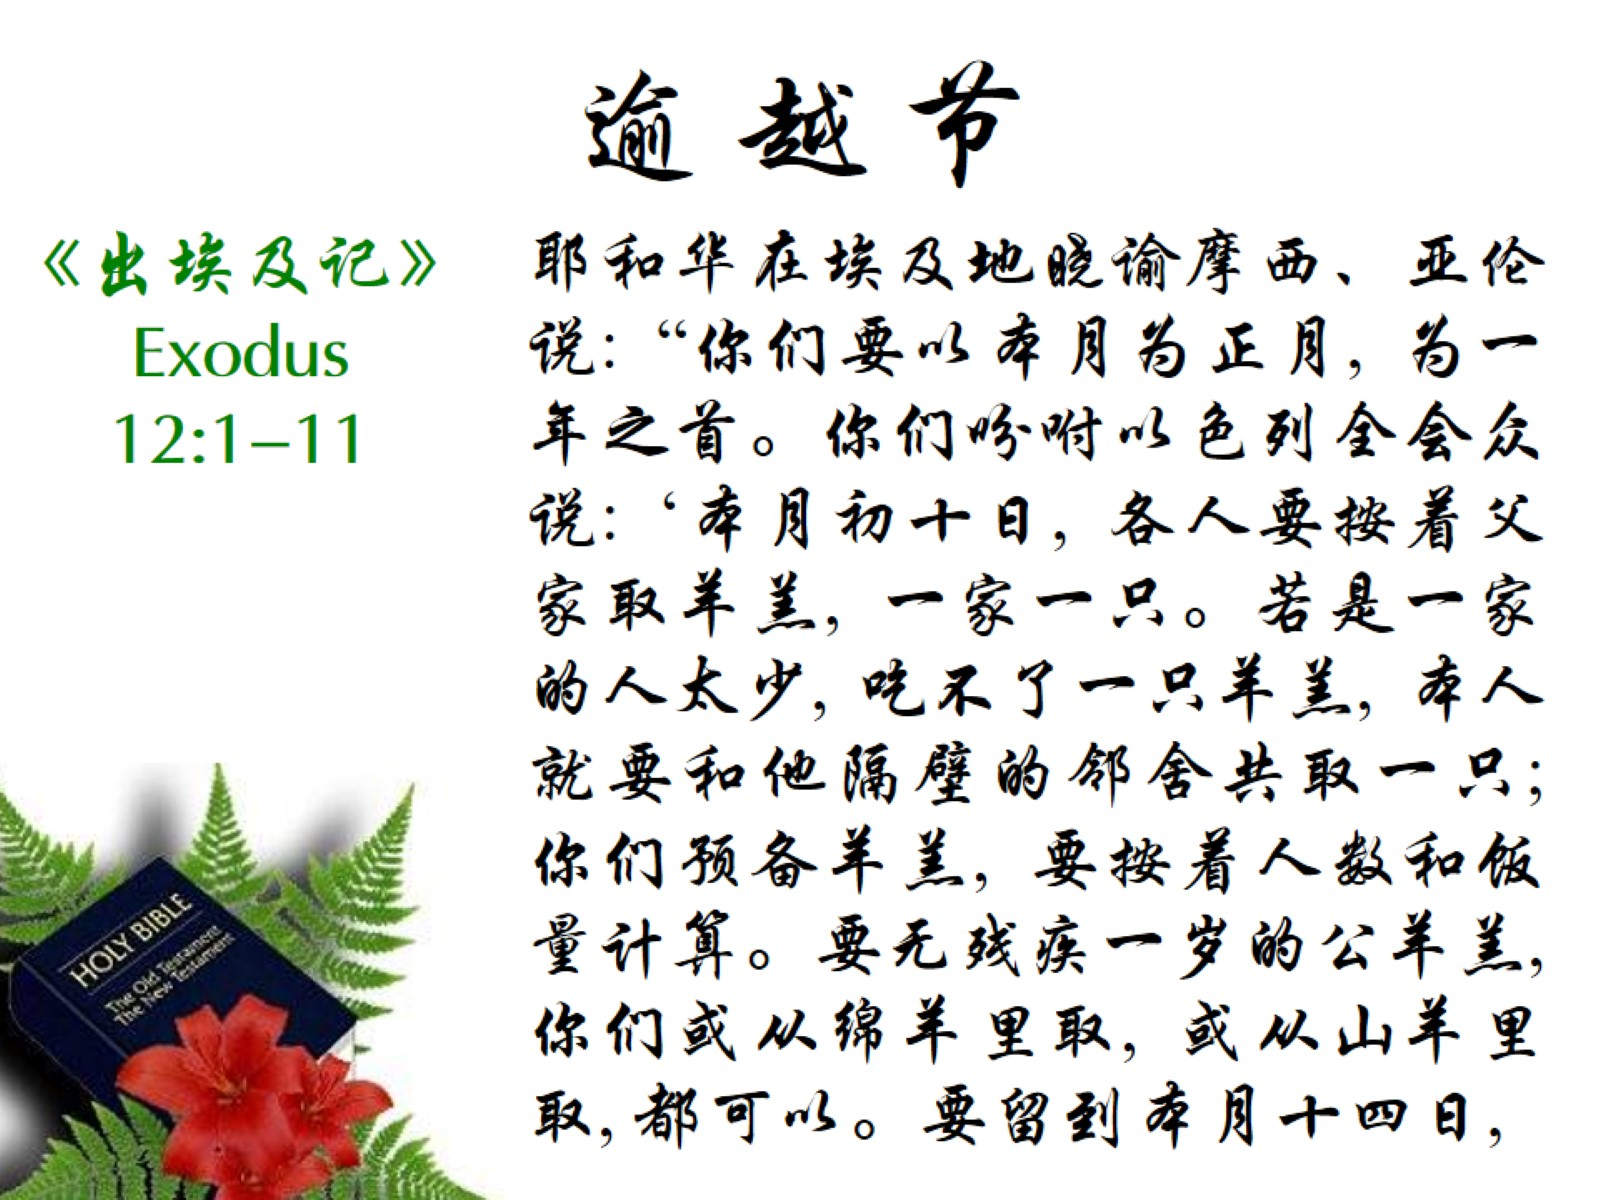 逾越节
《出埃及记》
Exodus
12:1–11
耶和华在埃及地晓谕摩西、亚伦
说：“你们要以本月为正月，为一
年之首。你们吩咐以色列全会众
说：‘本月初十日，各人要按着父
家取羊羔，一家一只。若是一家
的人太少，吃不了一只羊羔，本人
就要和他隔壁的邻舍共取一只；
你们预备羊羔，要按着人数和饭
量计算。要无残疾一岁的公羊羔，
你们或从绵羊里取，或从山羊里
取，都可以。要留到本月十四日，
HOLY BIBLE
The Old Testament
The New Testament